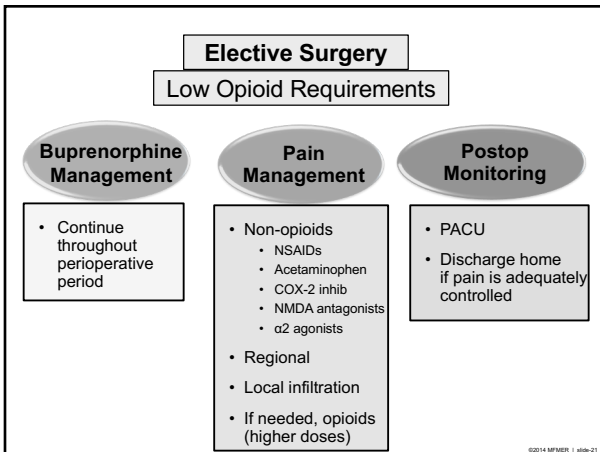 Elective Surgery
Low Opioid Requirements
Buprenorphine
Management
• Continue
throughout
perioperative
period
Pain
Management
• Non-opioids
• NSAIDs
• Acetaminophen
• COX-2 inhib
• NMDA antagonists
• α2 agonists
• Regional
• Local infiltration
• If needed, opioids
(higher doses)
Postop
Monitoring
• PACU
• Discharge home
if pain is adequately
controlled
©2014 MFMER | slide-21